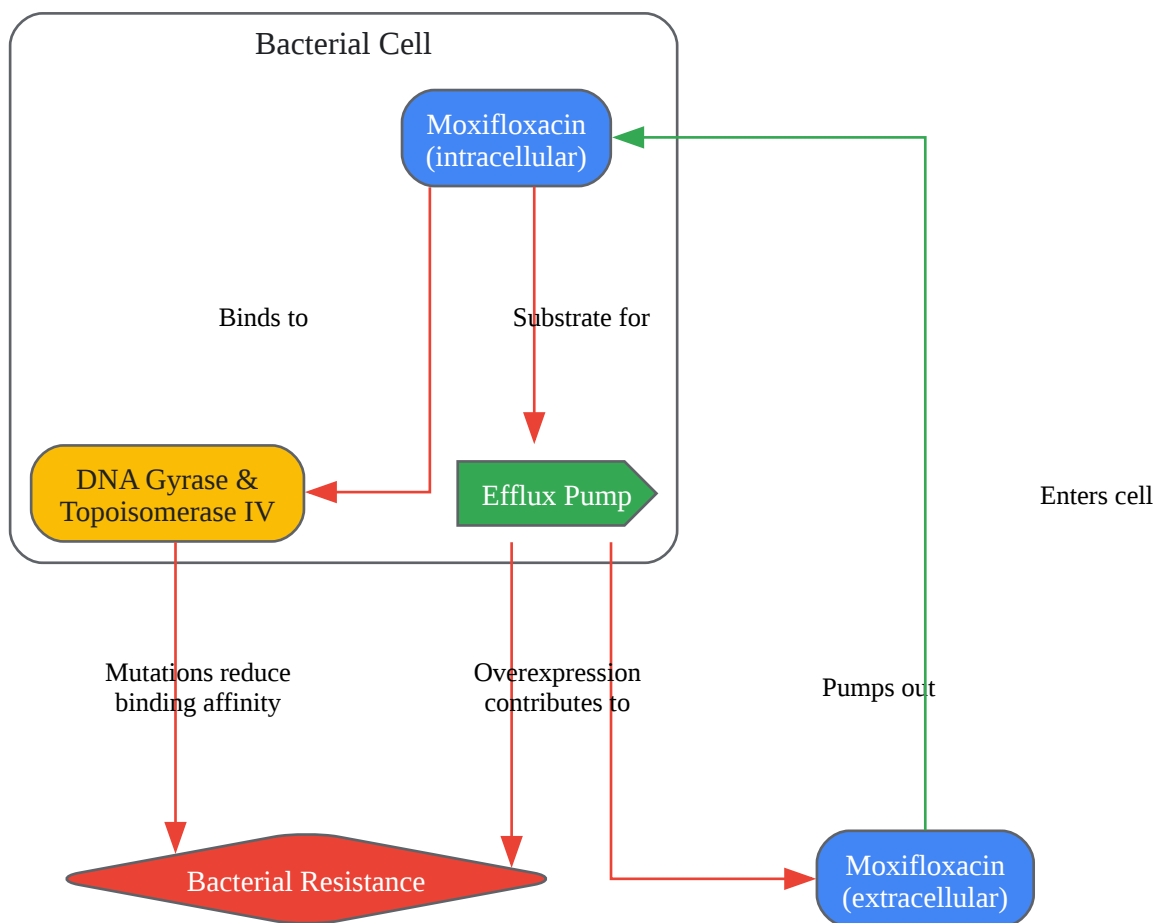 Bacterial Cell
Moxifloxacin
(intracellular)
Binds to
Substrate for
DNA Gyrase &
Topoisomerase IV
Efflux Pump
Enters cell
Mutations reduce
binding affinity
Overexpression
contributes to
Pumps out
Bacterial Resistance
Moxifloxacin
(extracellular)